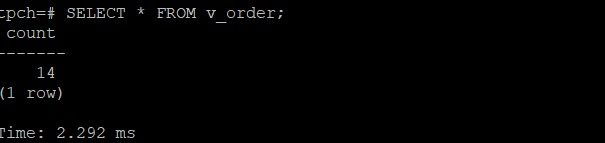 tpch=# SELECT * FROM v_order;
 count
-------
    14
(1 row)

Time: 2.292 ms